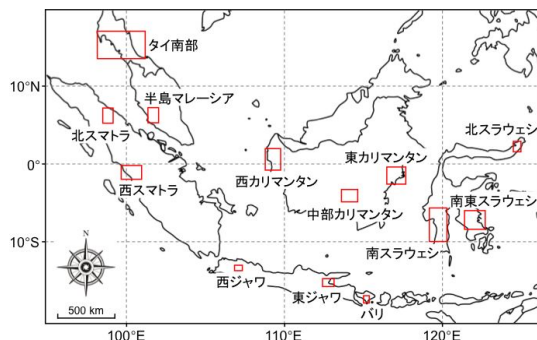 タイ南部
10°N
半島マレーシア
北スマトラ
北スラウェシ
0°
東カリマンタン
西スマトラ
西カリマンタン
中部カリマンタン
南東スラウェシ
10°S
南スラウェシ
N
西ジャワ
東ジャワ
バリ
500 km
100°E
110°E
120°E